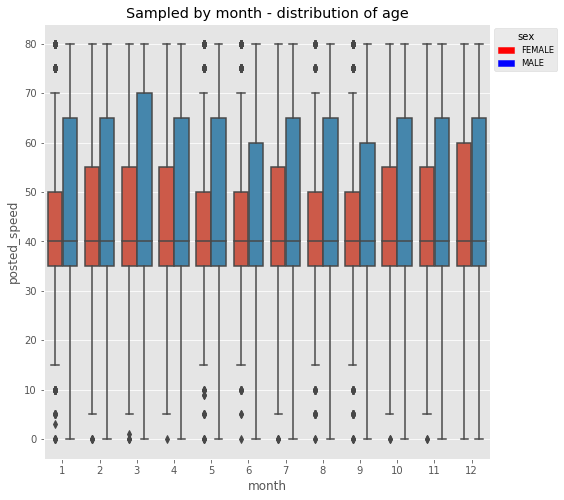 Sampled by month - distribution of age
sex
FEMALE
MALE
posted_speed
80
70
60
50
40
30
20
10
0
1 2 3 4 5 6 7 8 9 10 11 12
month